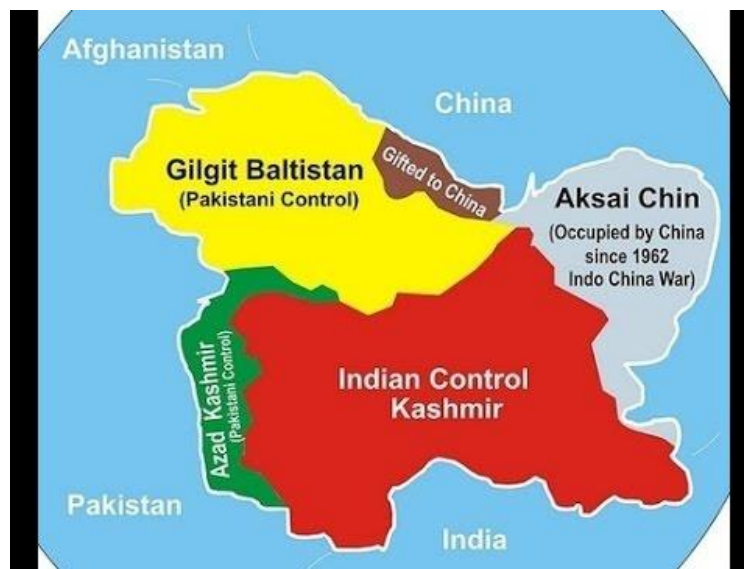 Afghanistan
China
Gilgit Baltistan
(Pakistani Control)
Gifted to China
Aksai Chin
(Occupied by China
since 1962
Indo China War)
Azad Kashmir
(Pakistani Control)
Indian Control
Kashmir
Pakistan
India